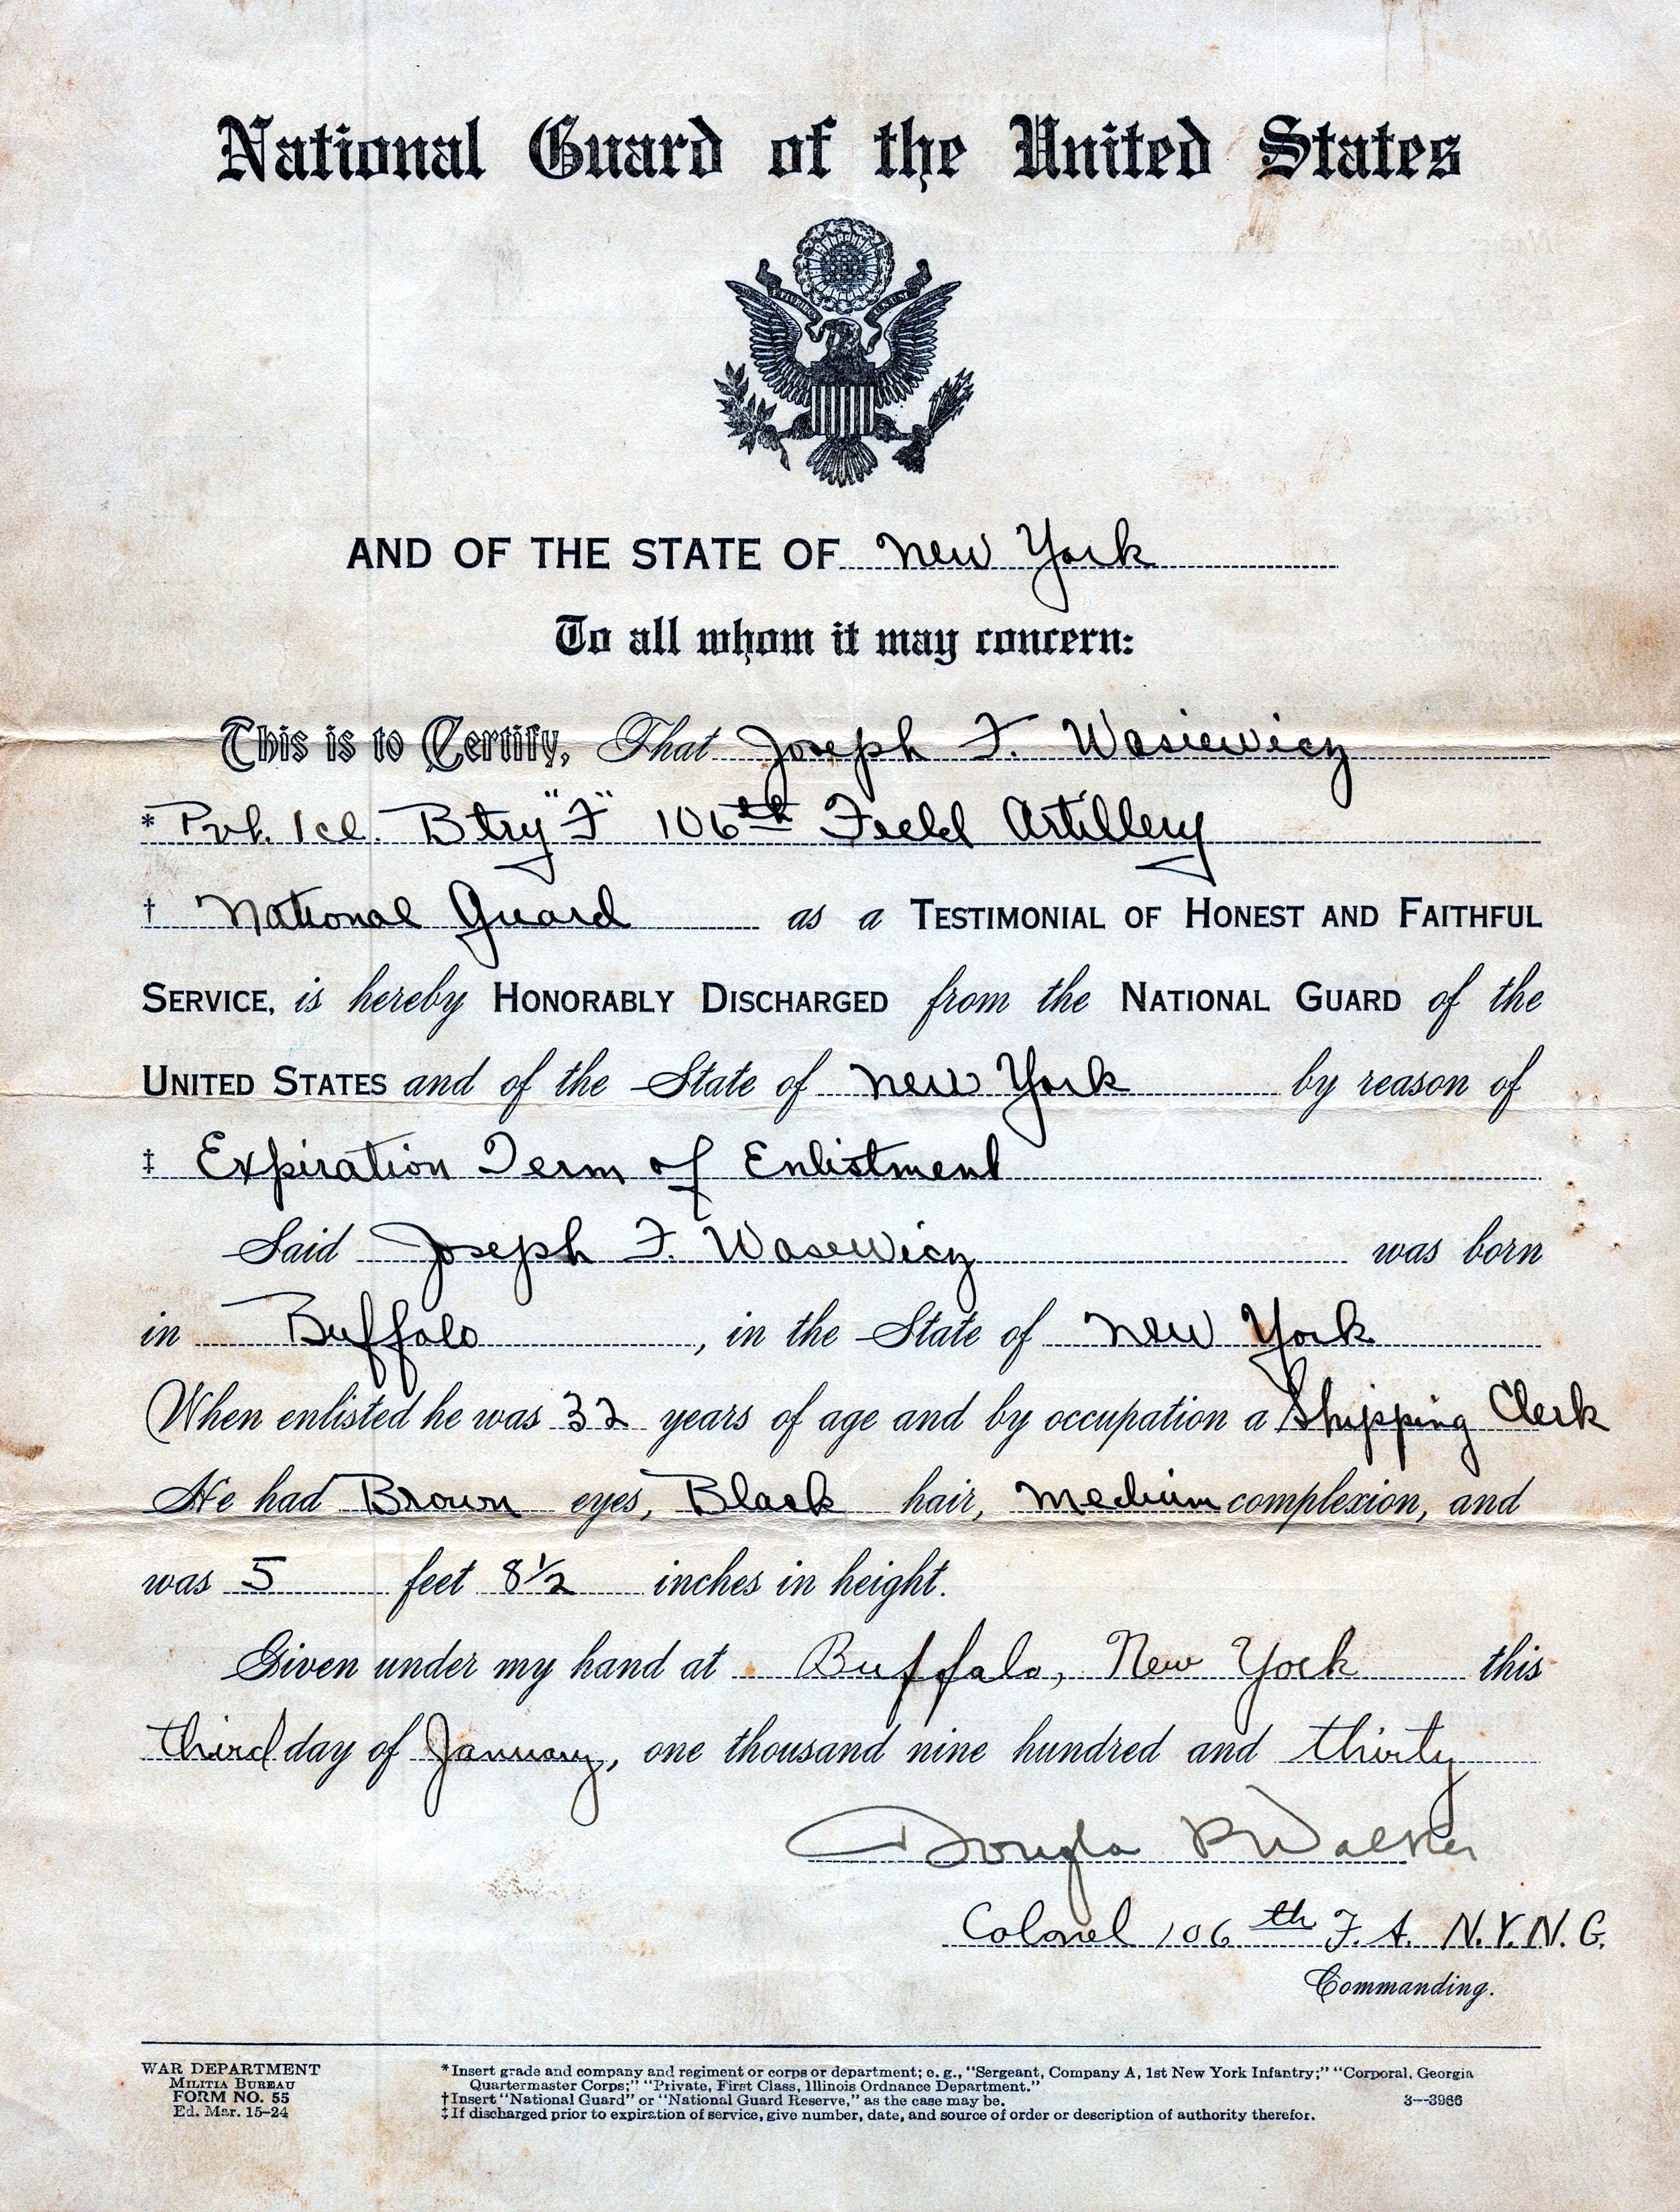 National Guard of the United States
E PLURIBUS UNUM
AND OF THE STATE OF New York
To all whom it may concern:
This is to Certify, That Joseph F. Wasiewicz
* Pvt. 1cl. Btry "F" 106th Field Artillery
† National Guard as a TESTIMONIAL OF HONEST AND FAITHFUL
SERVICE, is hereby HONORABLY DISCHARGED from the NATIONAL GUARD of the
UNITED STATES and of the State of New York by reason of
‡ Expiration Term of Enlistment
Said Joseph F. Wasewicz was born
in Buffalo, in the State of New York
When enlisted he was 32 years of age and by occupation a Shipping Clerk
He had Brown eyes, Black hair, Medium complexion, and
was 5 feet 8 1/2 inches in height.
Given under my hand at Buffalo, New York this
third day of January, one thousand nine hundred and thirty
Douglas P Walker
Colonel 106th F. A. N.Y.N.G.
Commanding.
WAR DEPARTMENT
MILITIA BUREAU
FORM NO. 55
Ed. Mar. 15-24
*Insert grade and company and regiment or corps or department; e. g., "Sergeant, Company A, 1st New York Infantry;" "Corporal, Georgia
Quartermaster Corps;" "Private, First Class, Illinois Ordnance Department."
†Insert "National Guard" or "National Guard Reserve," as the case may be. 3—3966
‡If discharged prior to expiration of service, give number, date, and source of order or description of authority therefor.